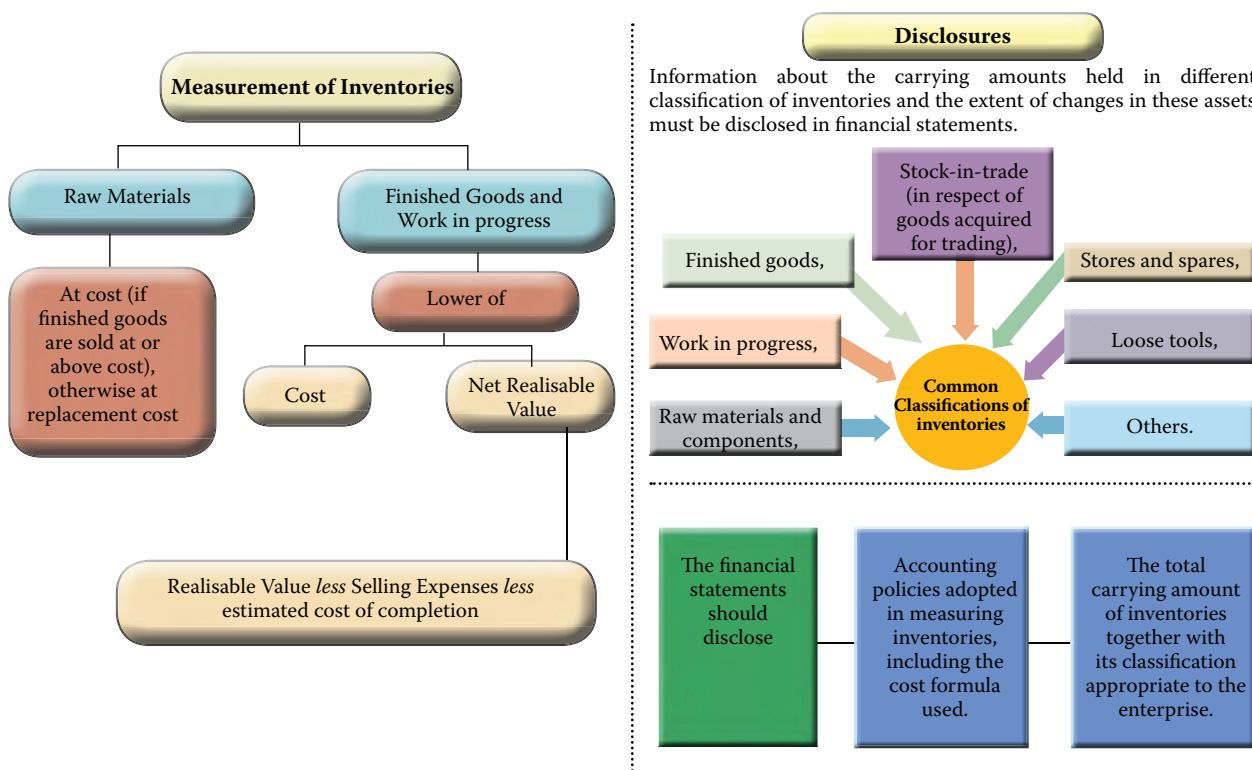 Measurement of Inventories
Raw Materials
Finished Goods and
Work in progress
At cost (if
finished goods
are sold at or
above cost),
otherwise at
replacement cost
Lower of
Cost
Net Realisable
Value
Realisable Value less Selling Expenses less
estimated cost of completion
Disclosures
Information about the carrying amounts held in different
classification of inventories and the extent of changes in these assets
must be disclosed in financial statements.
Stock-in-trade
(in respect of
goods acquired
for trading),
Finished goods,
Stores and spares,
Work in progress,
Loose tools,
Common
Classifications of
inventories
Raw materials and
components,
Others.
The financial
statements
should
disclose
Accounting
policies adopted
in measuring
inventories,
including the
cost formula
used.
The total
carrying amount
of inventories
together with
its classification
appropriate to the
enterprise.